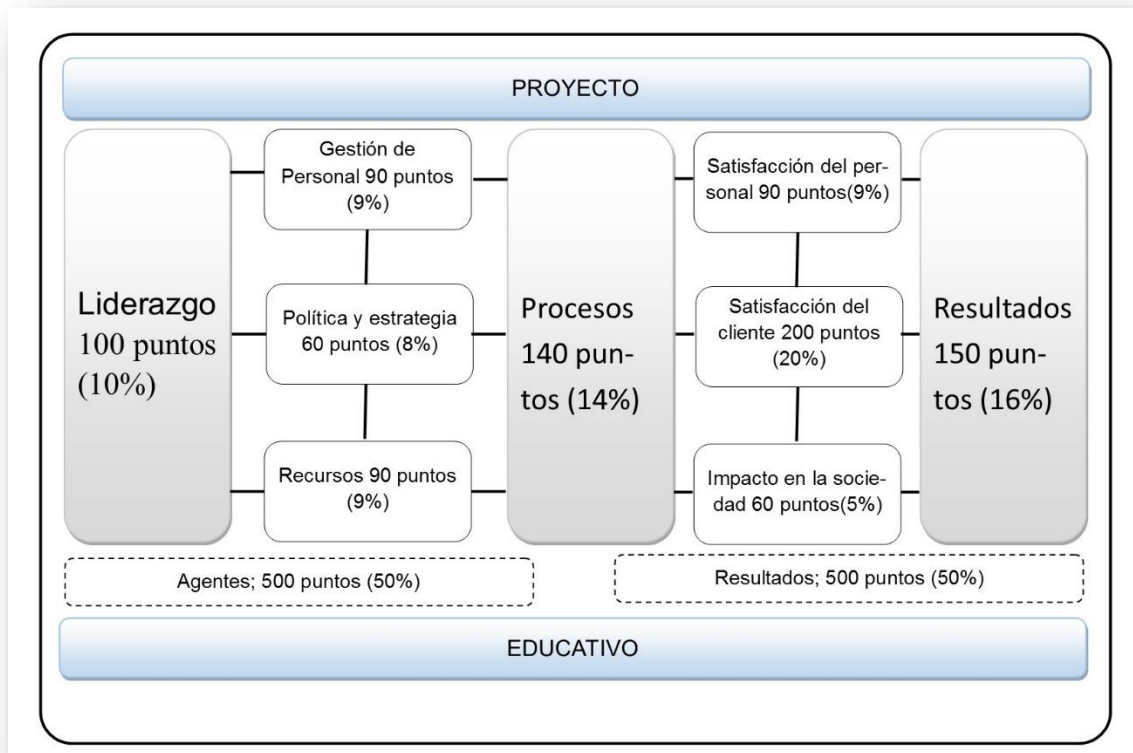 PROYECTO
Liderazgo
100 puntos
(10%)
Gestión de
Personal 90 puntos
(9%)
Política y estrategia
60 puntos (8%)
Recursos 90 puntos
(9%)
Procesos
140 pun-
tos (14%)
Satisfacción del per-
sonal 90 puntos(9%)
Satisfacción del
cliente 200 puntos
(20%)
Impacto en la socie-
dad 60 puntos(5%)
Resultados
150 pun-
tos (16%)
Agentes; 500 puntos (50%)
Resultados; 500 puntos (50%)
EDUCATIVO